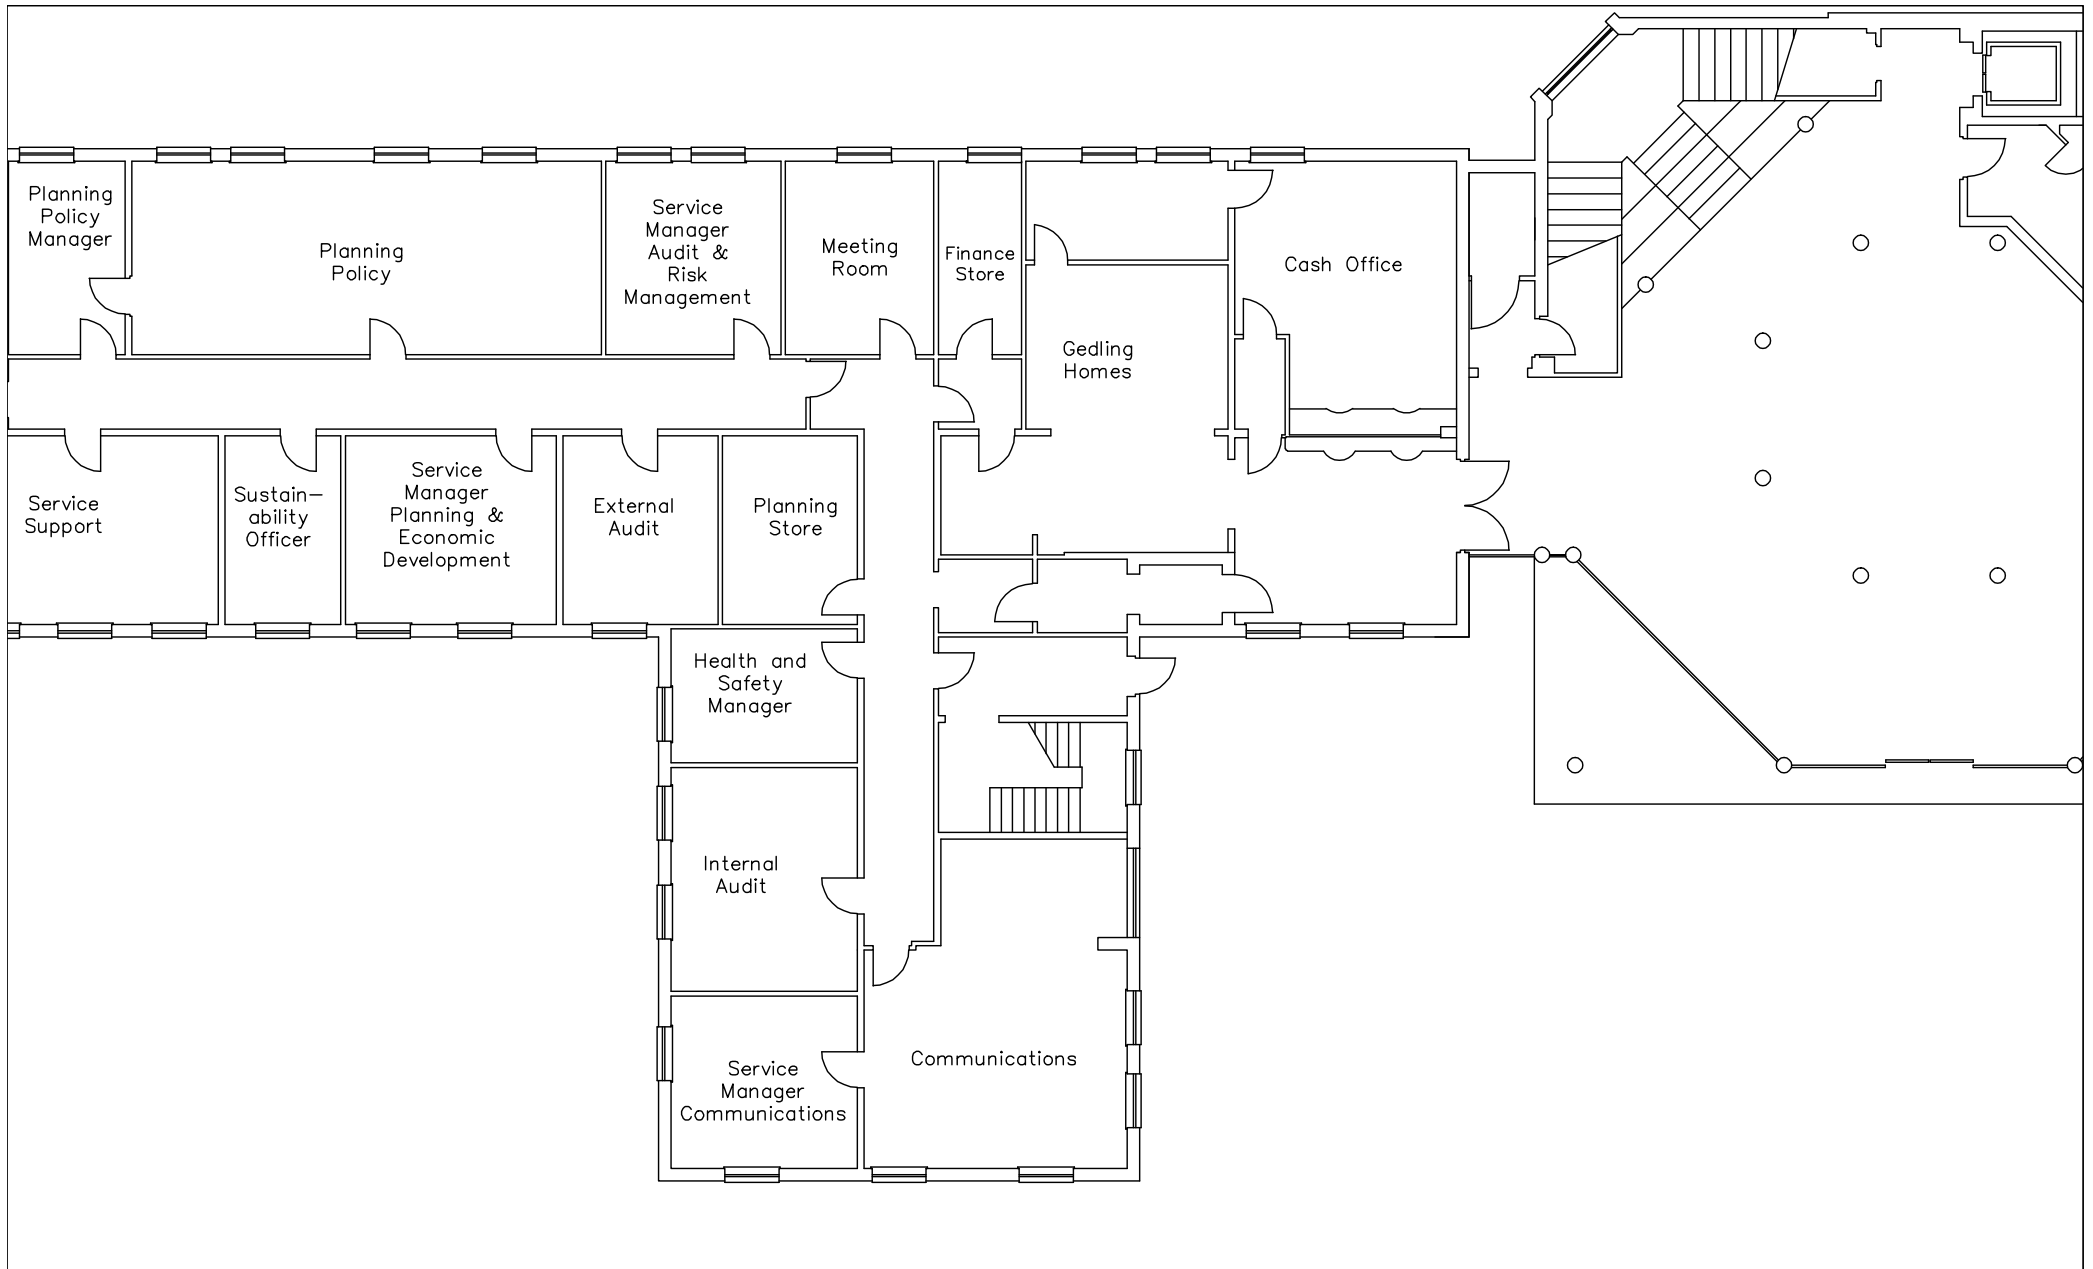 Planning
Policy
Manager
Planning
Policy
Service
Manager
Audit &
Risk
Management
Meeting
Room
Finance
Store
Cash Office
Gedling
Homes
Service
Support
Sustain-
ability
Officer
Service
Manager
Planning &
Economic
Development
External
Audit
Planning
Store
Health and
Safety
Manager
Internal
Audit
Service
Manager
Communications
Communications